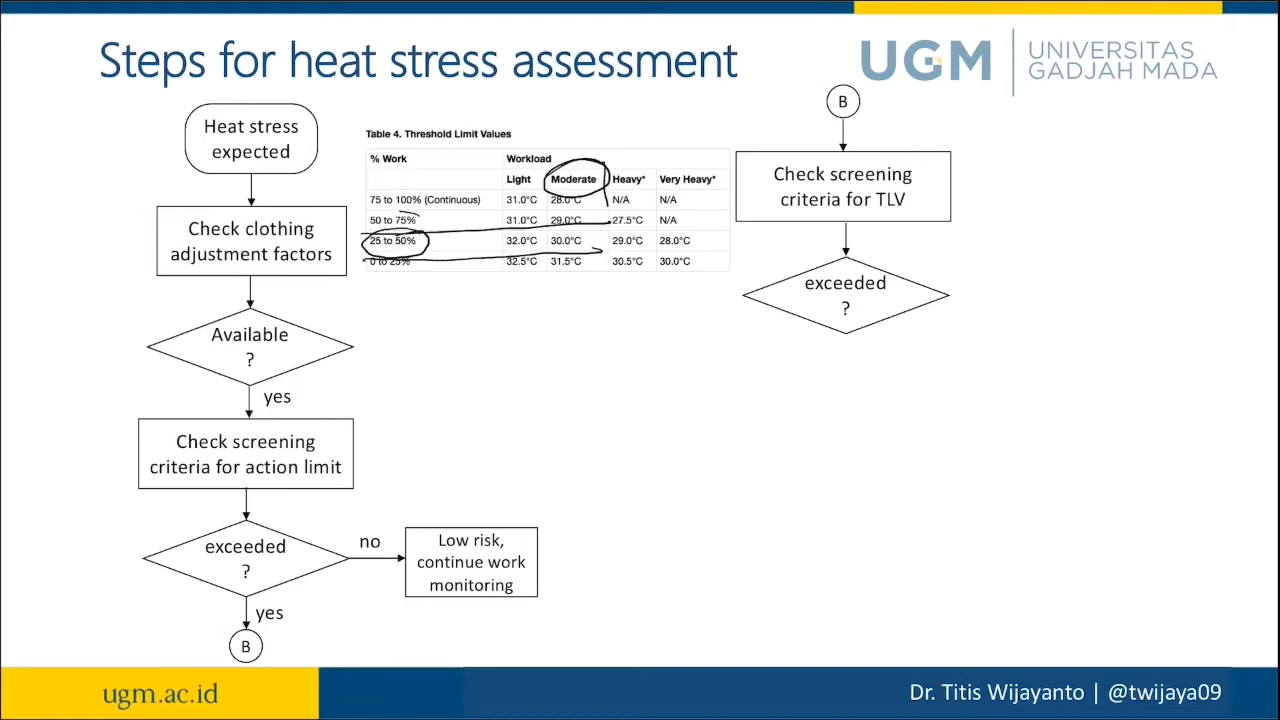 Steps for heat stress assessment
UGM
UNIVERSITAS
GADJAH MADA
Heat stress
expected
Check clothing
adjustment factors
Available
?
yes
Check screening
criteria for action limit
exceeded
?
no
Low risk,
continue work
monitoring
yes
B
Table 4. Threshold Limit Values
% Work Workload
Light Moderate Heavy* Very Heavy*
75 to 100% (Continuous) 31.0°C 28.0°C N/A N/A
50 to 75% 31.0°C 29.0°C 27.5°C N/A
25 to 50% 32.0°C 30.0°C 29.0°C 28.0°C
0 to 25% 32.5°C 31.5°C 30.5°C 30.0°C
B
Check screening
criteria for TLV
exceeded
?
ugm.ac.id
Dr. Titis Wijayanto | @twijaya09